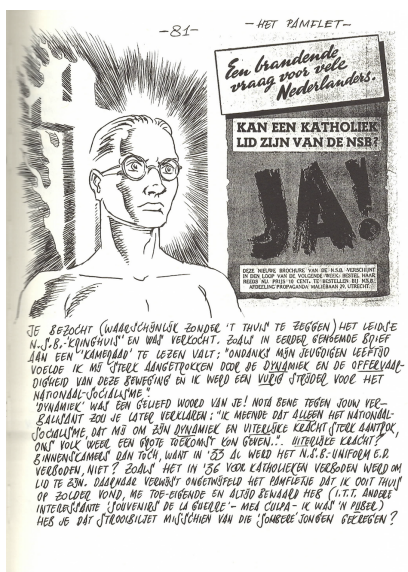 -81-
-HET PAMFLET-
Een brandende
vraag voor vele
Nederlanders.
KAN EEN KATHOLIEK
LID ZIJN VAN DE NSB?
JA!
DEZE NIEUWE BROCHURE VAN DE N.S.B. VERSCHIJNT
IN DEN LOOP VAN DE VOLGENDE WEEK: BESTEL HAAR
REEDS NU. PRIJS 10 CENT. TE BESTELLEN BIJ N.S.B.
AFDEELING PROPAGANDA MALIEBAAN 29, UTRECHT.
JE BEZOCHT (WAARSCHIJNLIJK ZONDER 'T THUIS TE ZEGGEN) HET LEIDSE
N.S.B.-'KRINGHUIS' EN WAS VERKOCHT. ZOALS IN EERDER GENOEMDE BRIEF
AAN EEN "KAMERAAD" TE LEZEN VALT: "ONDANKS MIJN JEUGDIGEN LEEFTIJD
VOELDE IK MIJ STERK AANGETROKKEN DOOR DE DYNAMIEK EN DE OFFERVAAR-
DIGHEID VAN DEZE BEWEGING EN IK WERD EEN VURIG STRIJDER VOOR HET
NATIONAAL-SOCIALISME".
'DYNAMIEK' WAS EEN GELIEFD WOORD VAN JE! NOTA BENE TEGEN JOUW VER-
BALISANT ZOU JE LATER VERKLAREN: "IK MEENDE DAT ALLEEN HET NATIONAAL-
SOCIALISME, DAT MIJ OM ZIJN DYNAMIEK EN UITERLIJKE KRACHT STERK AANTROK,
ONS VOLK WEER EEN GROTE TOEKOMST KON GEVEN.". UITERLIJKE KRACHT?
BINNENSKAMERS DAN TOCH, WANT IN '33 AL WERD HET N.S.B.-UNIFORM E.D.
VERBODEN, NIET? ZOALS HET IN '36 VOOR KATHOLIEKEN VERBODEN WERD OM
LID TE ZIJN. DAARNAAR VERWIJST ONGETWIJFELD HET PAMFLETJE DAT IK OOIT THUIS
OP ZOLDER VOND, ME TOE-EIGENDE EN ALTIJD BEWAARD HEB (I.T.T. ANDERE
INTERESSANTE 'SOUVENIRS DE LA GUERRE' - MEA CULPA - IK WAS 'N PUBER)
HEB JE DAT STROOIBILJET MISSCHIEN VAN DIE 'SOMBERE' JONGEN GEKREGEN?